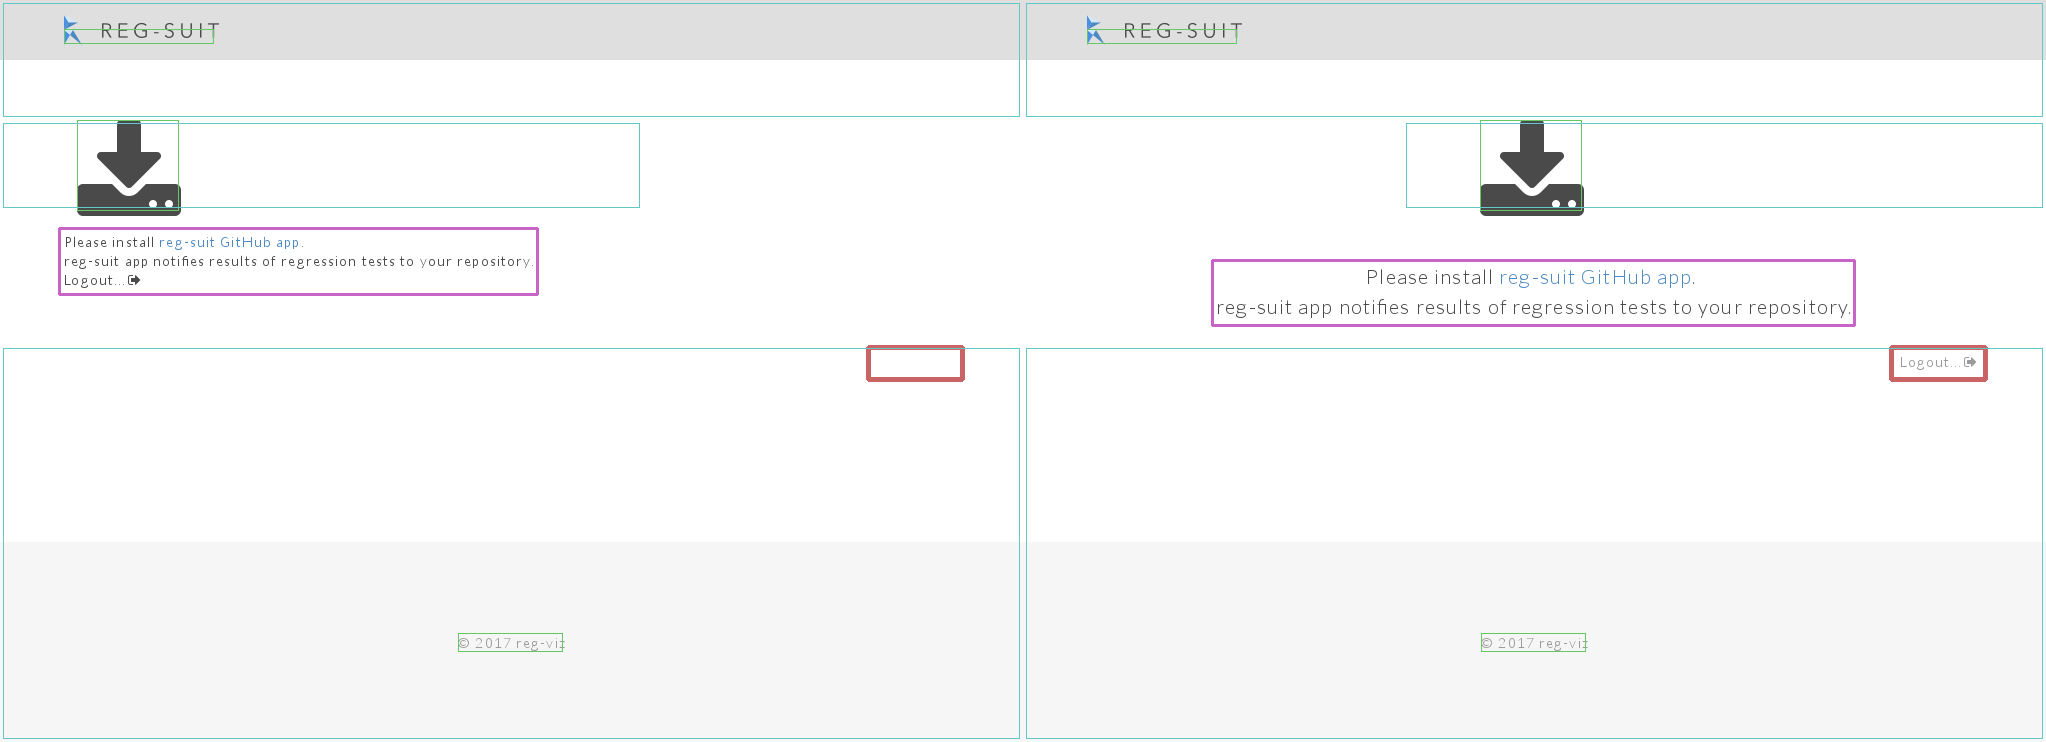 REG-SUIT
Please install reg-suit GitHub app.
reg-suit app notifies results of regression tests to your repository.
Logout...
© 2017 reg-viz
REG-SUIT
Please install reg-suit GitHub app.
reg-suit app notifies results of regression tests to your repository.
Logout...
© 2017 reg-viz